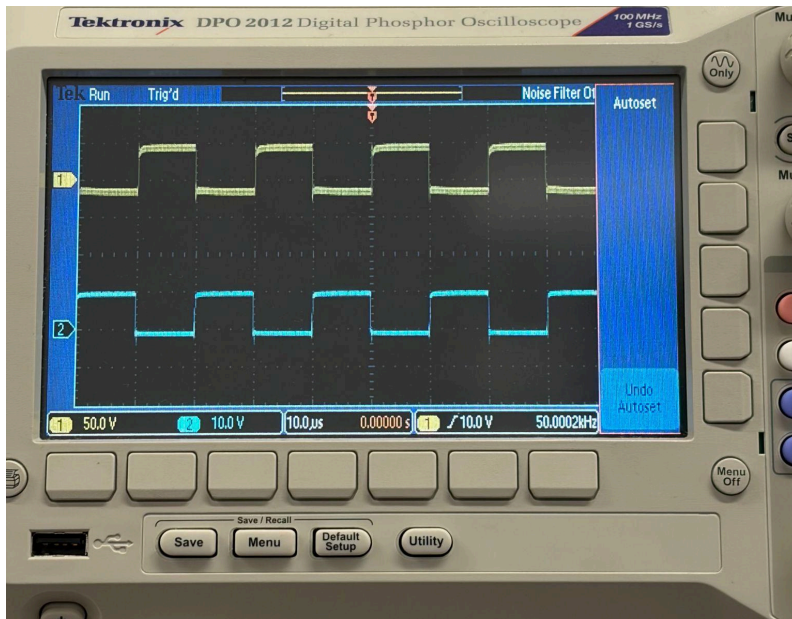 Tektronix DPO 2012 Digital Phosphor Oscilloscope
100 MHz
1 GS/s
Tek Run Trig'd Noise Filter Of
Autoset
Only
1
2
Undo
Autoset
1 50.0 V 2 10.0 V 10.0µs 0.00000 s 1 10.0 V 50.0002kHz
Menu
Off
Save / Recall
Save
Menu
Default
Setup
Utility